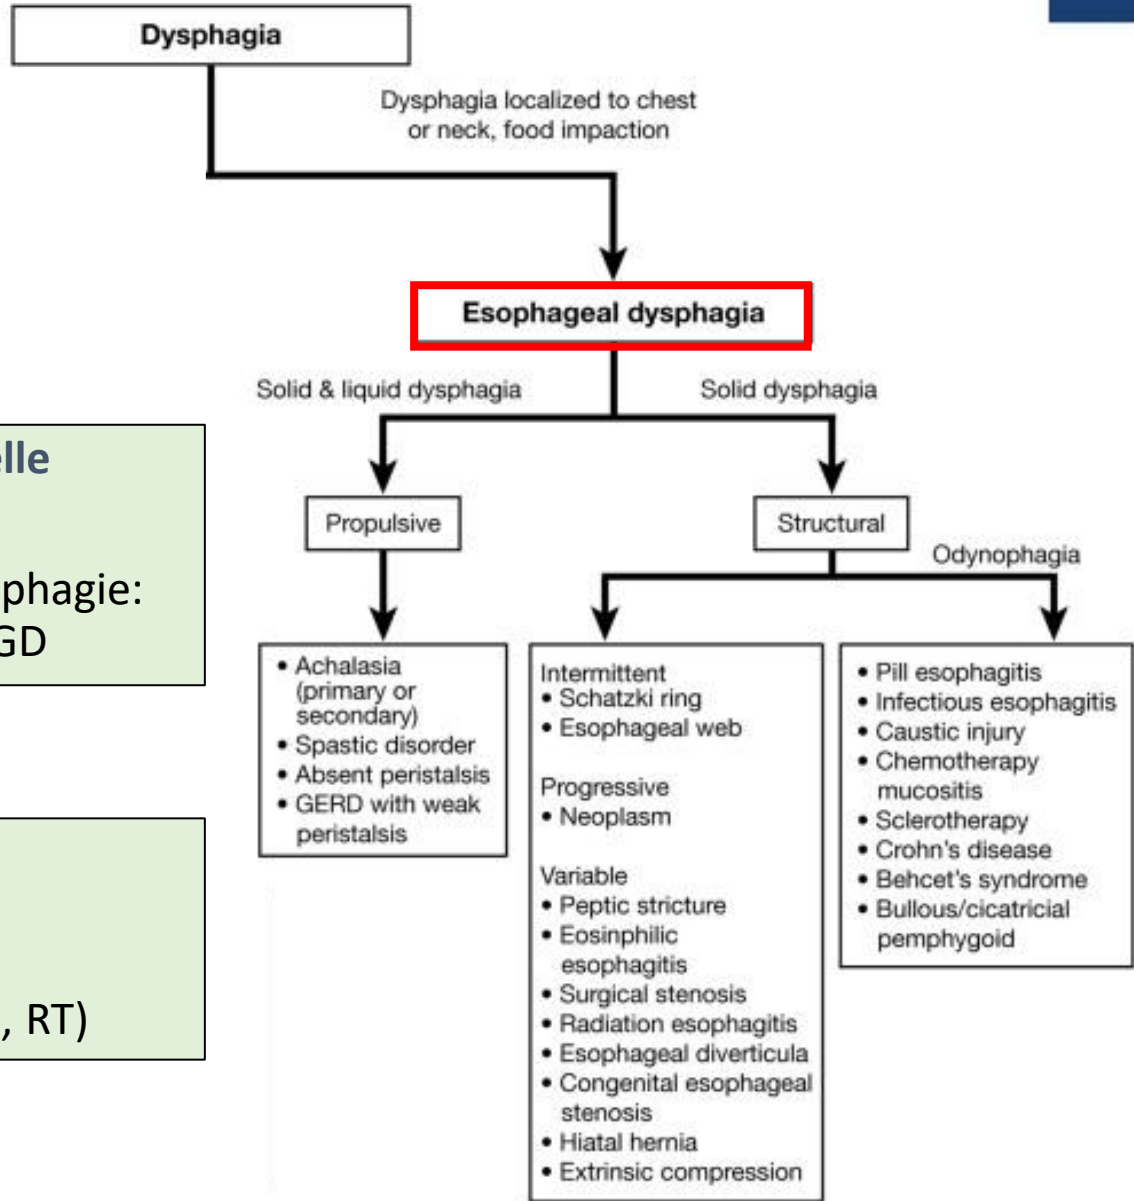 Dysphagia
Dysphagia localized to chest
or neck, food impaction
Esophageal dysphagia
Solid & liquid dysphagia
Solid dysphagia
Propulsive
Structural
Odynophagia
• Achalasia
(primary or
secondary)
• Spastic disorder
• Absent peristalsis
• GERD with weak
peristalsis
Intermittent
• Schatzki ring
• Esophageal web
Progressive
• Neoplasm
Variable
• Peptic stricture
• Eosinphilic
esophagitis
• Surgical stenosis
• Radiation esophagitis
• Esophageal diverticula
• Congenital esophageal
stenosis
• Hiatal hernia
• Extrinsic compression
• Pill esophagitis
• Infectious esophagitis
• Caustic injury
• Chemotherapy
mucositis
• Sclerotherapy
• Crohn's disease
• Behcet's syndrome
• Bullous/cicatricial
pemphygoid
elle
phagie:
GD
, RT)